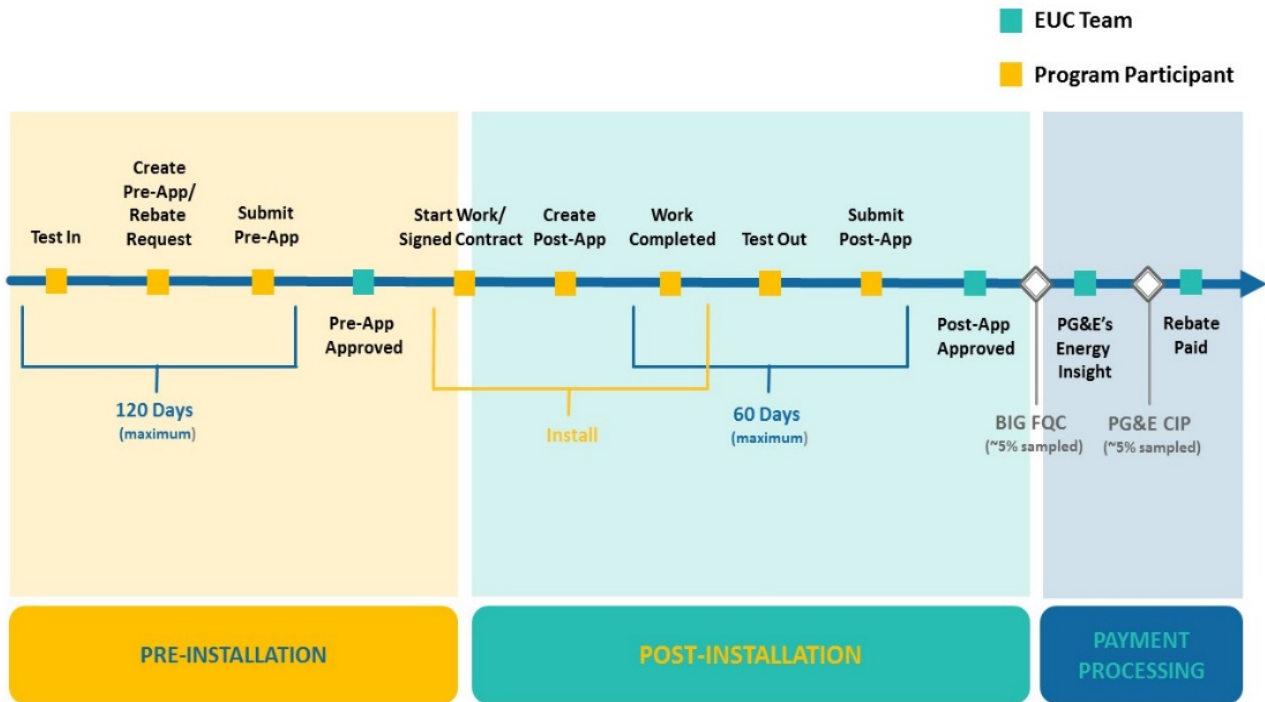 EUC Team
Program Participant
Test In
Create
Pre-App/
Rebate
Request
Submit
Pre-App
Pre-App
Approved
Start Work/
Signed Contract
Create
Post-App
Work
Completed
Test Out
Submit
Post-App
Post-App
Approved
PG&E's
Energy
Insight
Rebate
Paid
120 Days
(maximum)
Install
60 Days
(maximum)
BIG FQC
(~5% sampled)
PG&E CIP
(~5% sampled)
PRE-INSTALLATION
POST-INSTALLATION
PAYMENT
PROCESSING